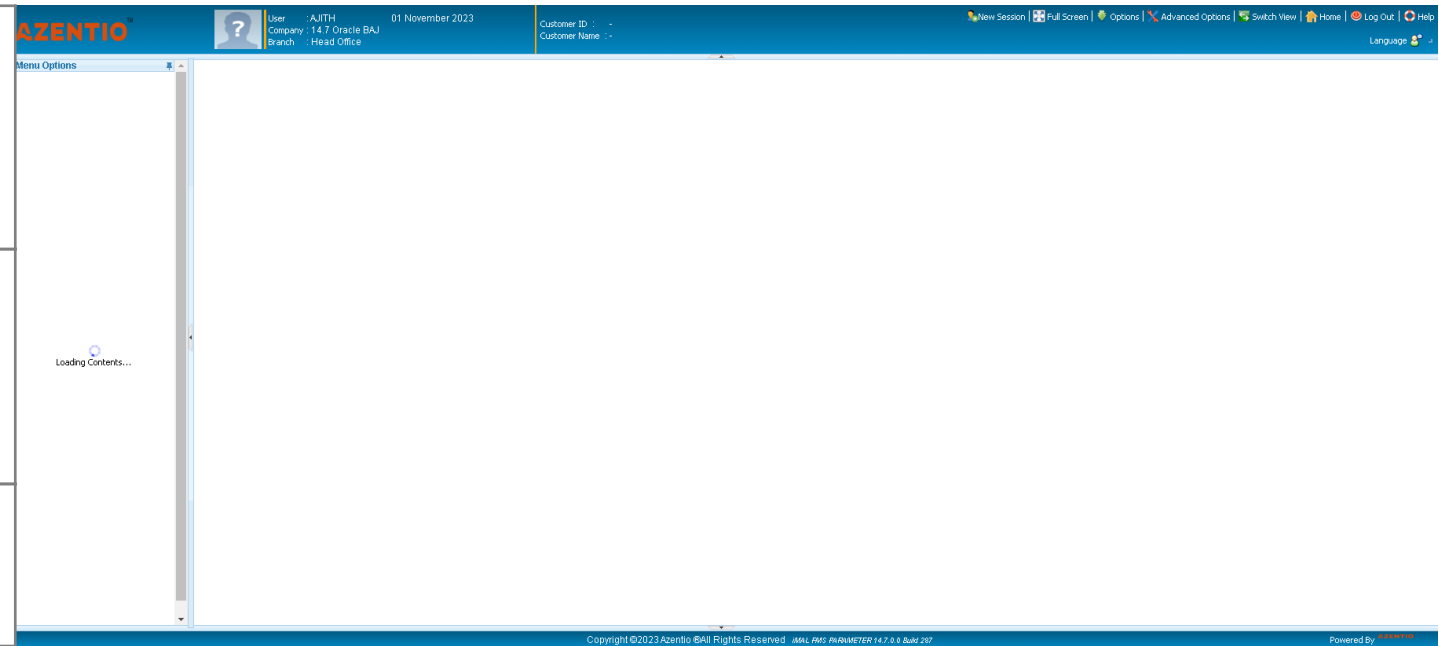 AZENTIO™
User : AJITH 01 November 2023
Company : 14.7 Oracle BAJ
Branch : Head Office
Customer ID : -
Customer Name : -
New Session | Full Screen | Options | Advanced Options | Switch View | Home | Log Out | Help
Language
Menu Options
Loading Contents...
Copyright ©2023 Azentio ®All Rights Reserved IMAL FMS PARAMETER 14.7.0.0 Build 287
Powered By AZENTIO